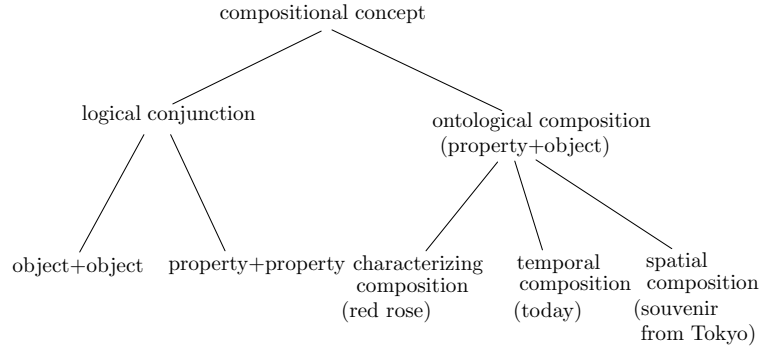 compositional concept
logical conjunction
ontological composition
(property+object)
object+object
property+property
characterizing
composition
(red rose)
temporal
composition
(today)
spatial
composition
(souvenir
from Tokyo)